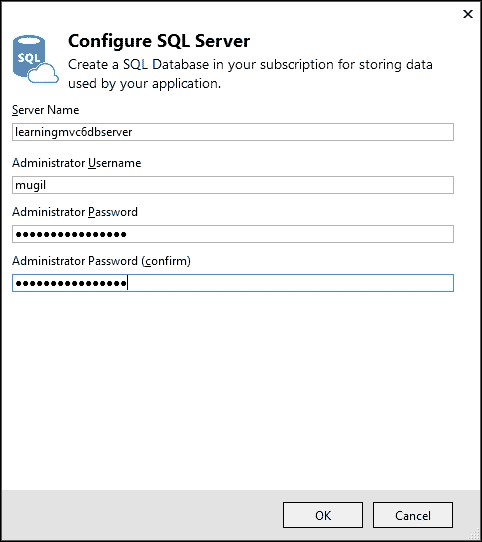 SQL
Configure SQL Server
Create a SQL Database in your subscription for storing data
used by your application.
Server Name
learningmvc6dbserver
Administrator Username
mugil
Administrator Password
●●●●●●●●●●●●●●●●
Administrator Password (confirm)
●●●●●●●●●●●●●●●●
OK
Cancel